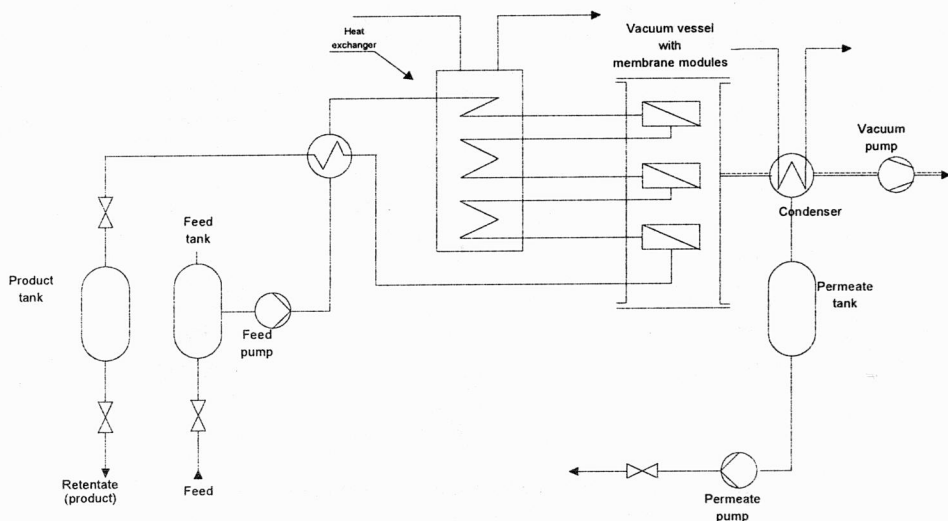 Heat
exchanger
Vacuum vessel
with
membrane modules
Vacuum
pump
Condenser
Feed
tank
Product
tank
Feed
pump
Permeate
tank
Retentate
(product)
Feed
Permeate
pump